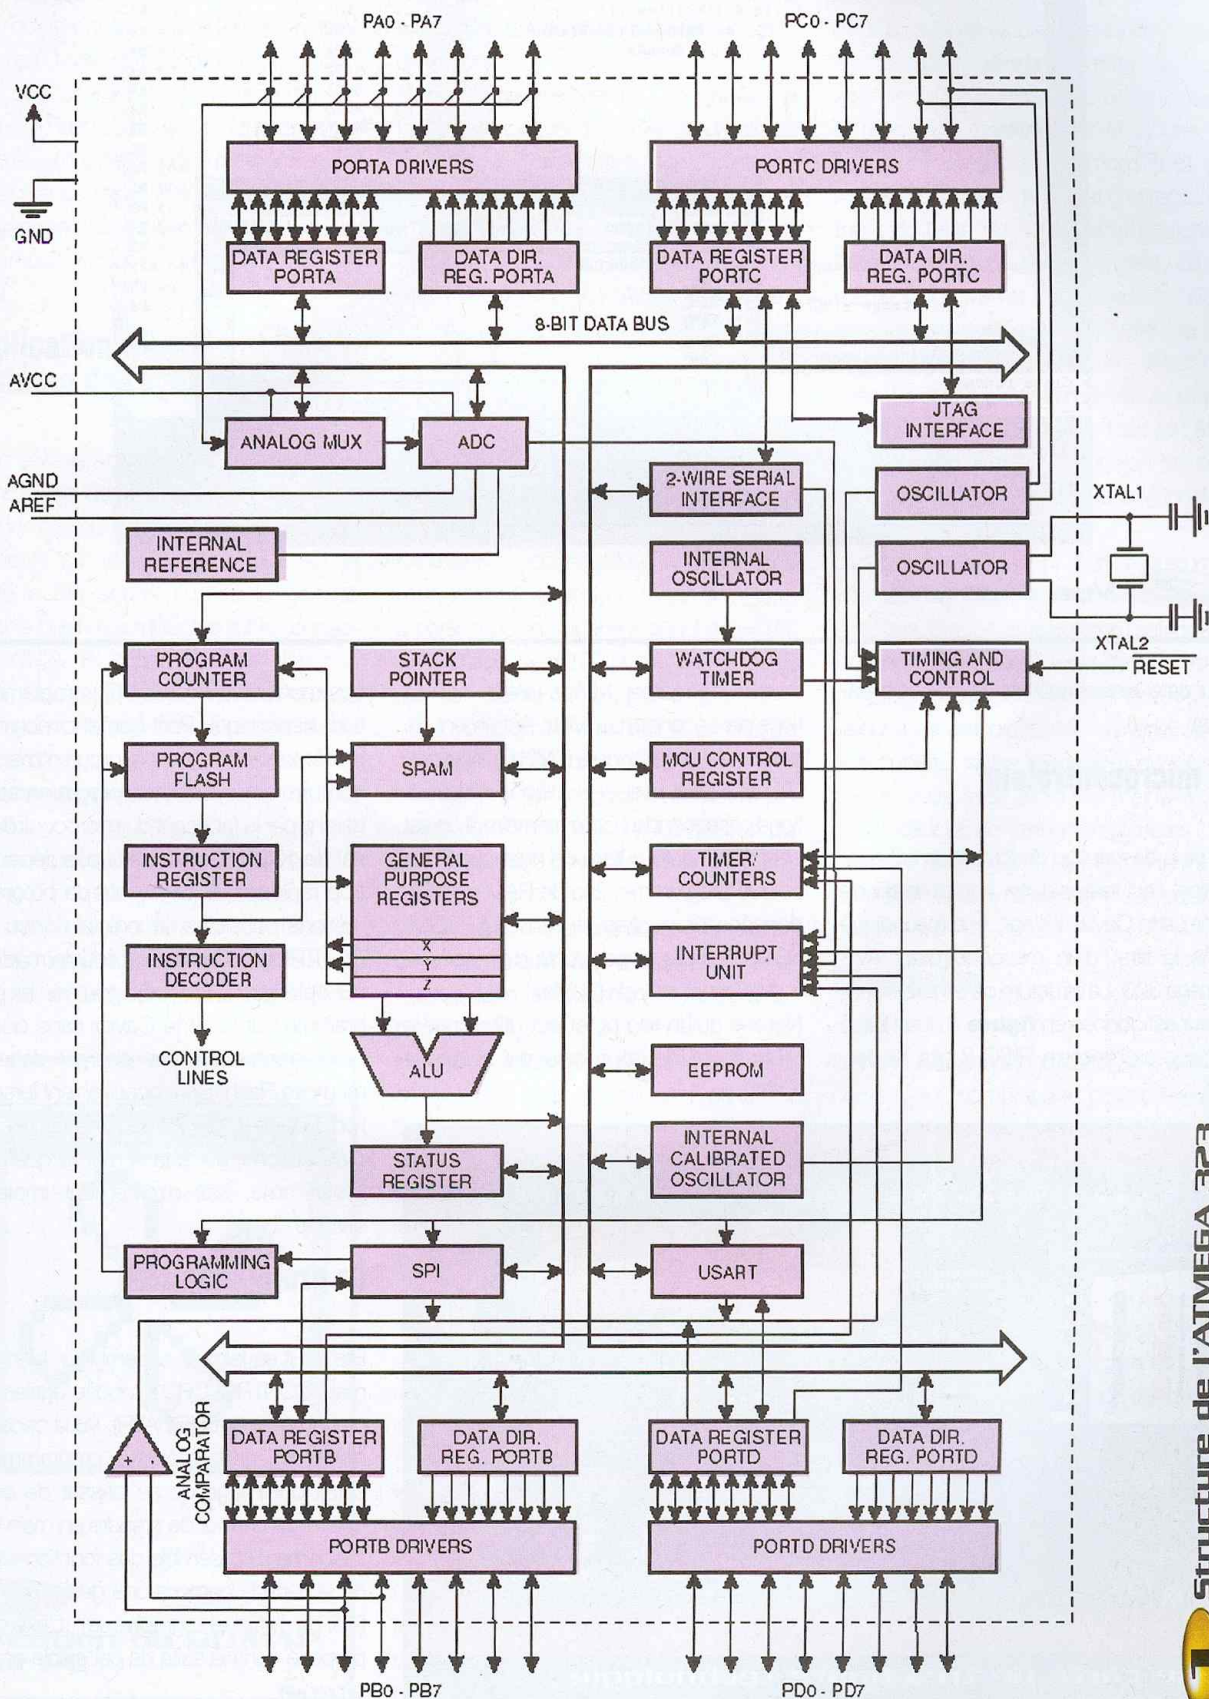 PA0 - PA7
PC0 - PC7
VCC
GND
PORTA DRIVERS
PORTC DRIVERS
DATA REGISTER
PORTA
DATA DIR.
REG. PORTA
DATA REGISTER
PORTC
DATA DIR.
REG. PORTC
8-BIT DATA BUS
AVCC
ANALOG MUX
ADC
JTAG
INTERFACE
AGND
AREF
2-WIRE SERIAL
INTERFACE
OSCILLATOR
XTAL1
INTERNAL
REFERENCE
INTERNAL
OSCILLATOR
OSCILLATOR
XTAL2
RESET
PROGRAM
COUNTER
STACK
POINTER
WATCHDOG
TIMER
TIMING AND
CONTROL
PROGRAM
FLASH
SRAM
MCU CONTROL
REGISTER
INSTRUCTION
REGISTER
GENERAL
PURPOSE
REGISTERS
TIMER/
COUNTERS
INSTRUCTION
DECODER
X
Y
Z
INTERRUPT
UNIT
CONTROL
LINES
ALU
EEPROM
STATUS
REGISTER
INTERNAL
CALIBRATED
OSCILLATOR
PROGRAMMING
LOGIC
SPI
USART
ANALOG
COMPARATOR
+ -
DATA REGISTER
PORTB
DATA DIR.
REG. PORTB
DATA REGISTER
PORTD
DATA DIR.
REG. PORTD
PORTB DRIVERS
PORTD DRIVERS
PB0 - PB7
PD0 - PD7
1 Structure de l'ATMEGA 323